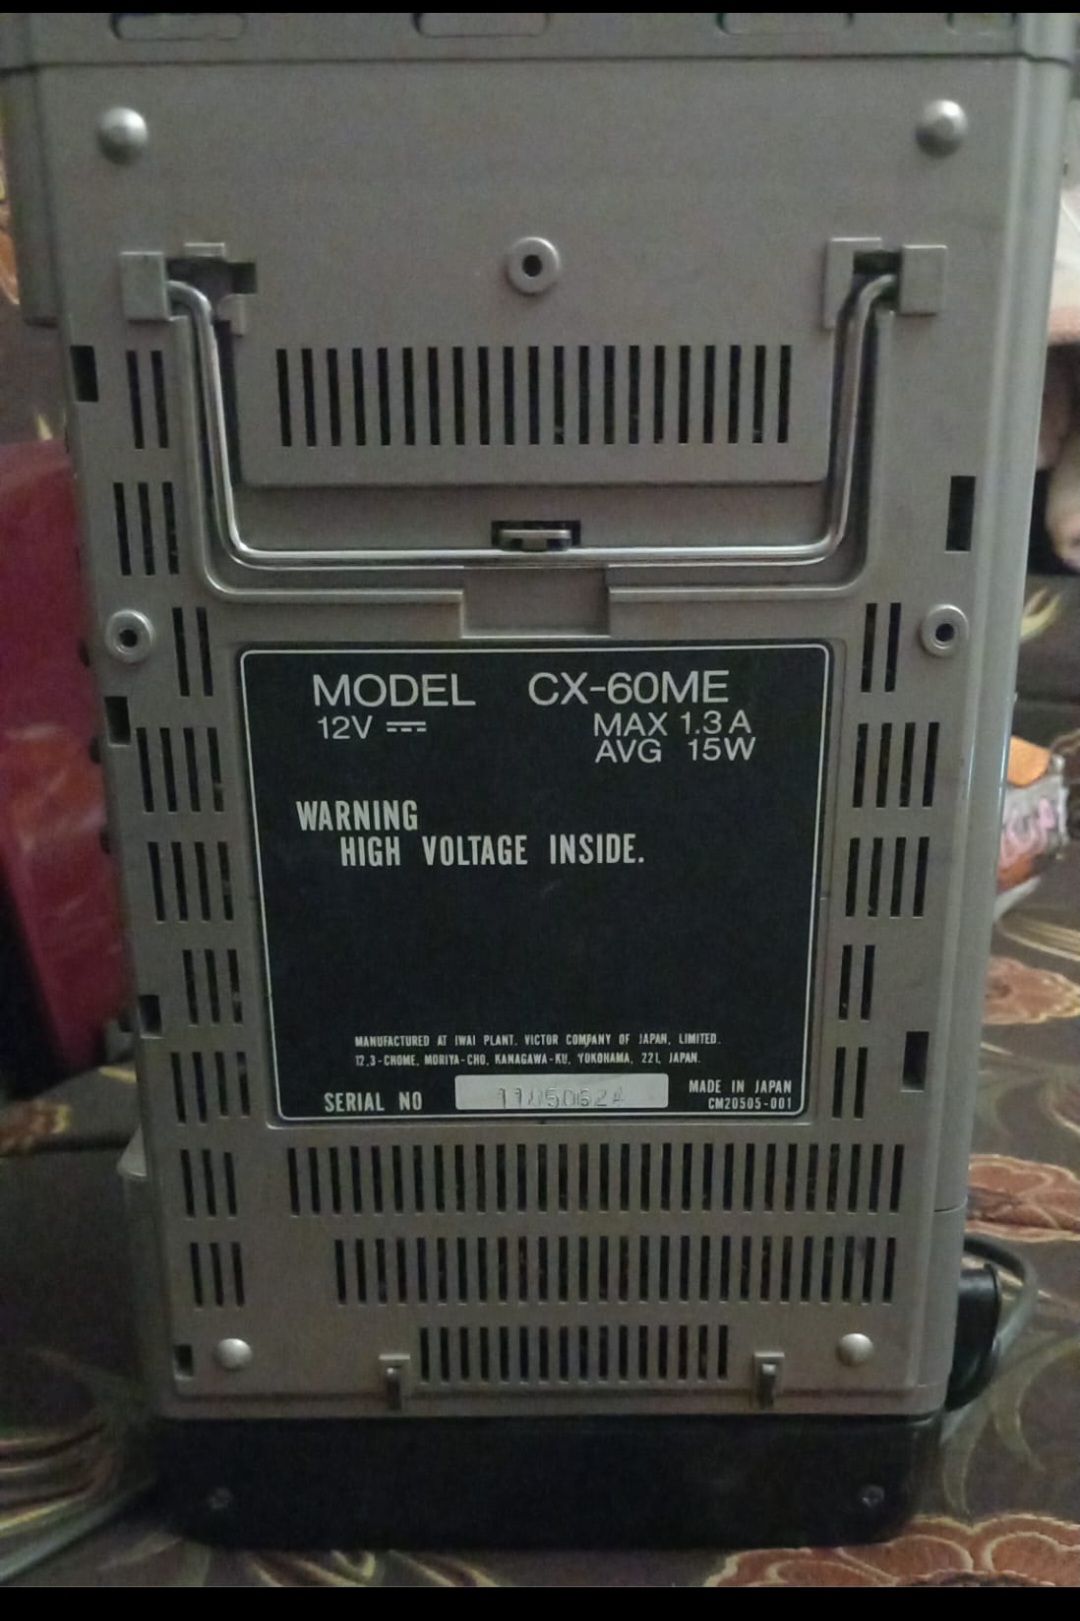 MODEL CX-60ME
12V MAX 1.3A
AVG 15W
WARNING
HIGH VOLTAGE INSIDE.
MANUFACTURED AT IWAI PLANT, VICTOR COMPANY OF JAPAN, LIMITED.
12,3-CHOME, MORIYA-CHO, KANAGAWA-KU, YOKOHAMA, 221, JAPAN.
SERIAL NO
MADE IN JAPAN
CM20505-001